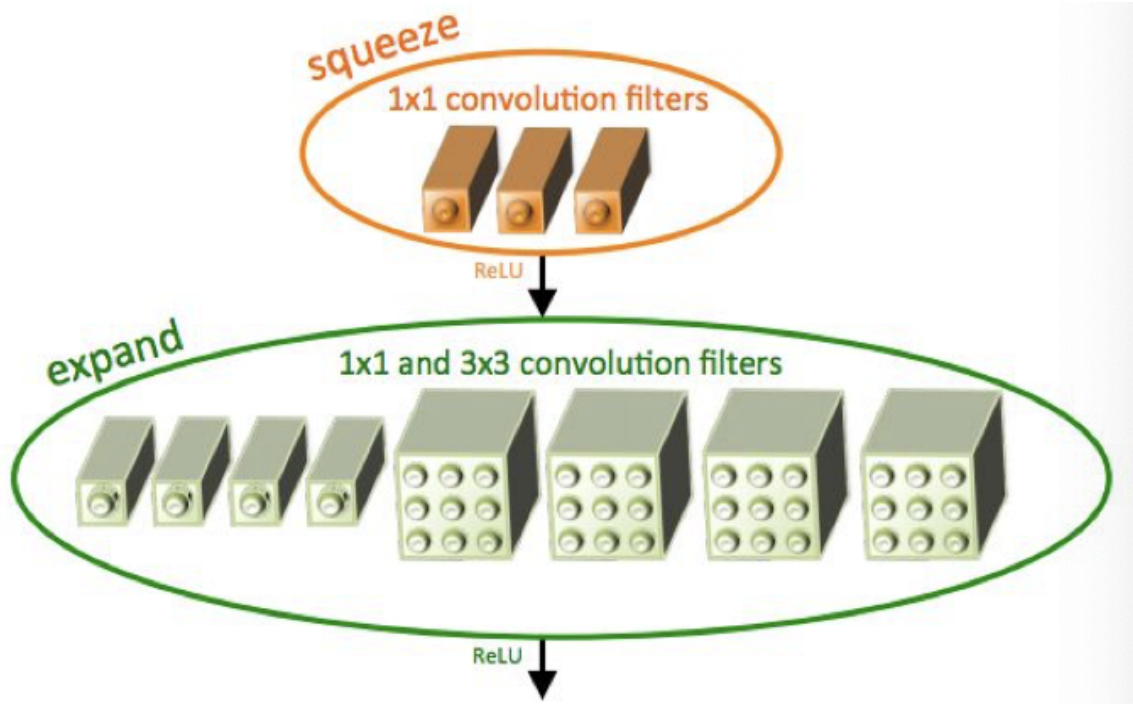 squeeze
1x1 convolution filters
ReLU
expand
1x1 and 3x3 convolution filters
ReLU